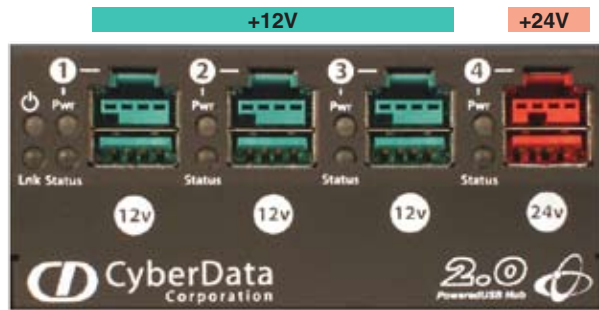 +12V +24V
1 2 3 4
Pwr Pwr Pwr Pwr
Lnk Status Status Status Status
12v 12v 12v 24v
CD CyberData 2.0
Corporation PoweredUSB Hub